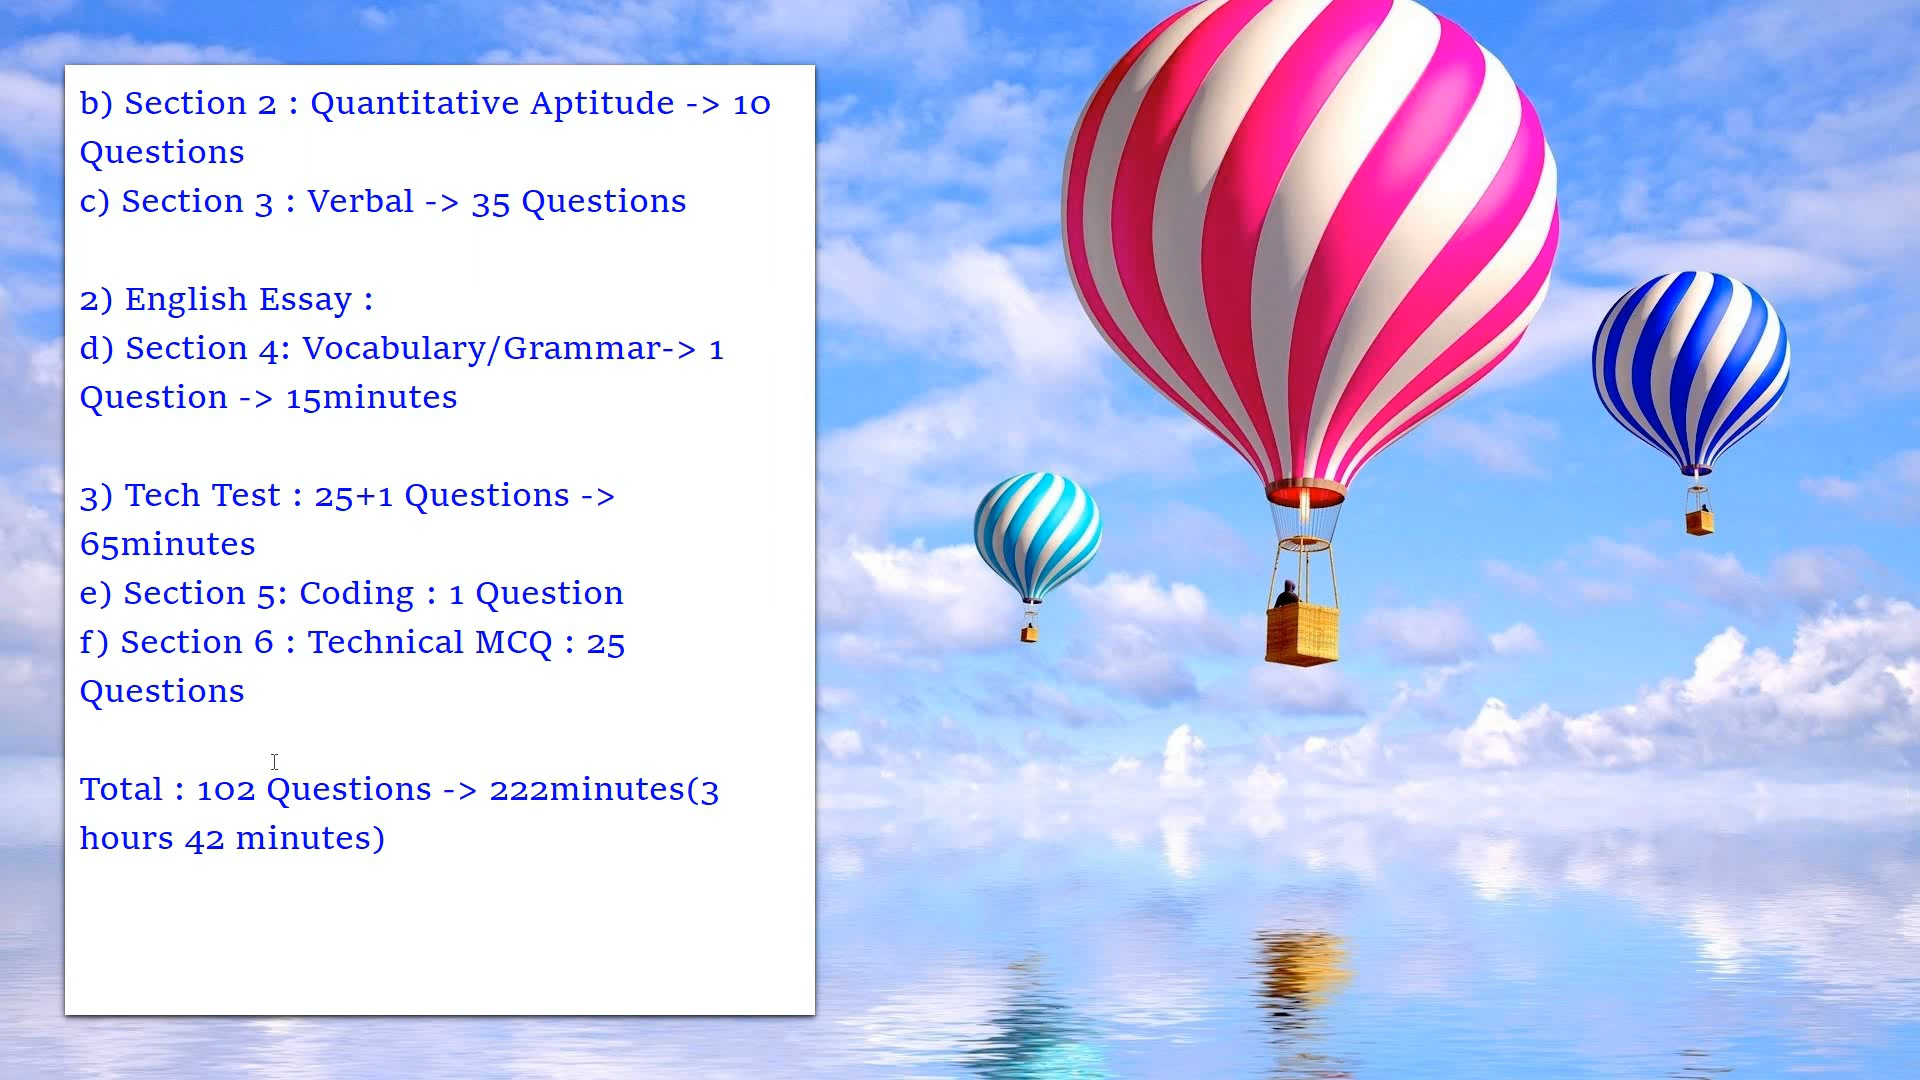 b) Section 2 : Quantitative Aptitude -> 10
Questions
c) Section 3 : Verbal -> 35 Questions
2) English Essay :
d) Section 4: Vocabulary/Grammar-> 1
Question -> 15minutes
3) Tech Test : 25+1 Questions ->
65minutes
e) Section 5: Coding : 1 Question
f) Section 6 : Technical MCQ : 25
Questions
Total : 102 Questions -> 222minutes(3
hours 42 minutes)